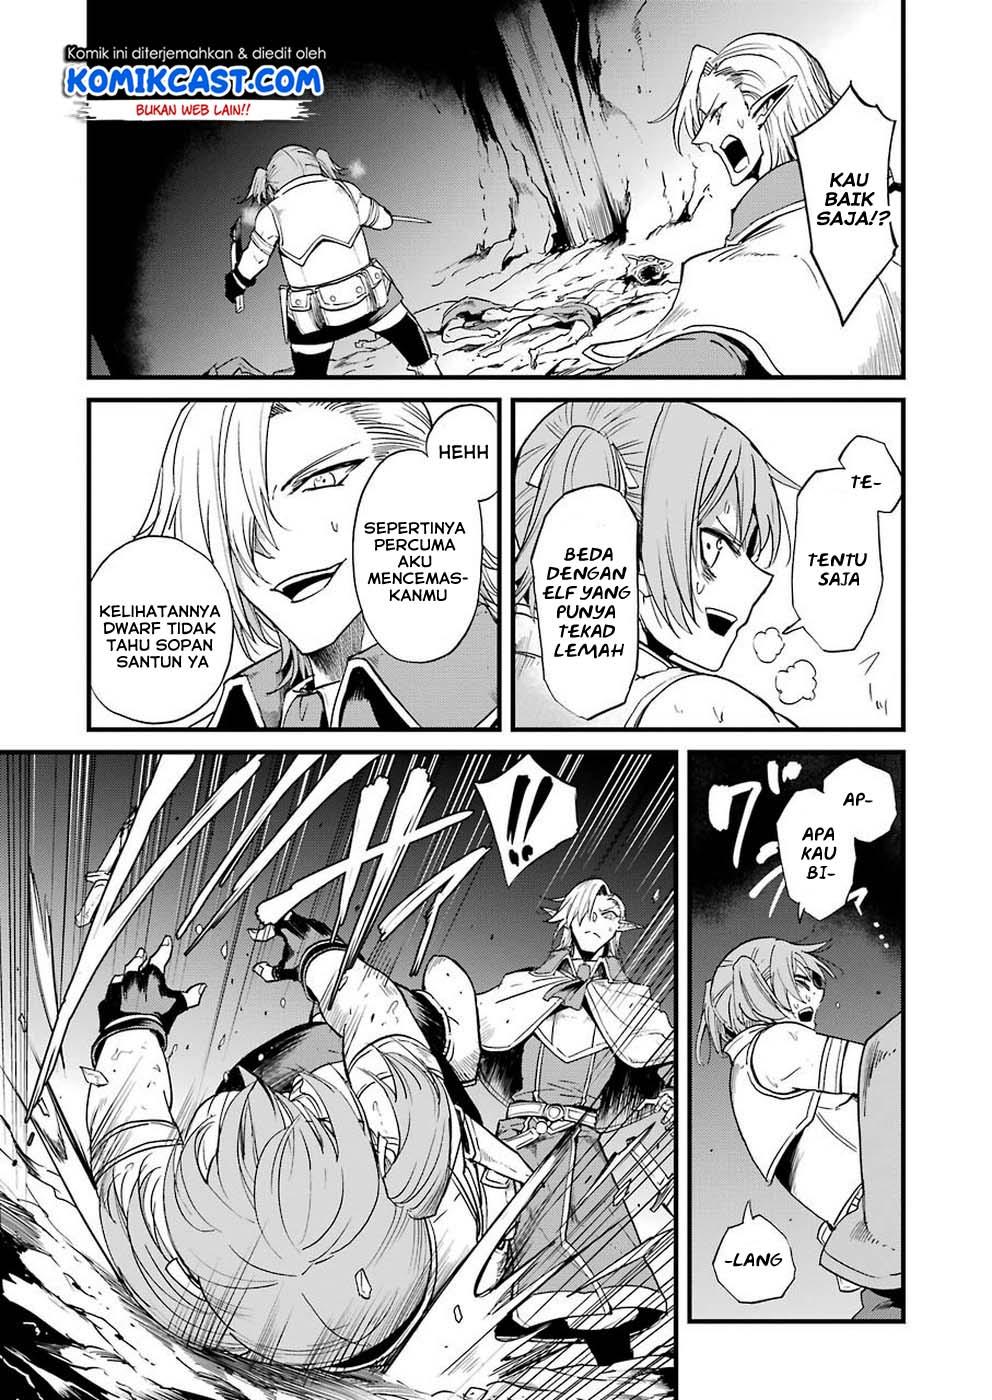 Komik ini diterjemahkan & diedit oleh
KOMIKCAST.COM
BUKAN WEB LAIN!!
KAU
BAIK
SAJA!?
TE-
TENTU
SAJA
BEDA
DENGAN
ELF YANG
PUNYA
TEKAD
LEMAH
HEHH
SEPERTINYA
PERCUMA
AKU
MENCEMAS-
KANMU
KELIHATANNYA
DWARF TIDAK
TAHU SOPAN
SANTUN YA
AP-
APA
KAU
BI-
グッ…
-LANG
!!